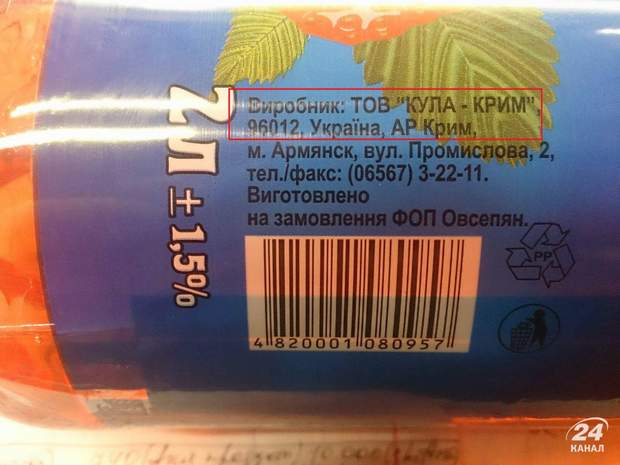 Виробник: ТОВ "КУЛА - КРИМ",
96012, Україна, АР Крим,
м. Армянск, вул. Промислова, 2,
тел./факс: (06567) 3-22-11.
Виготовлено
на замовлення ФОП Овсепян.
2Л ± 1,5%
4 820001 080957
PP
24
КАНАЛ